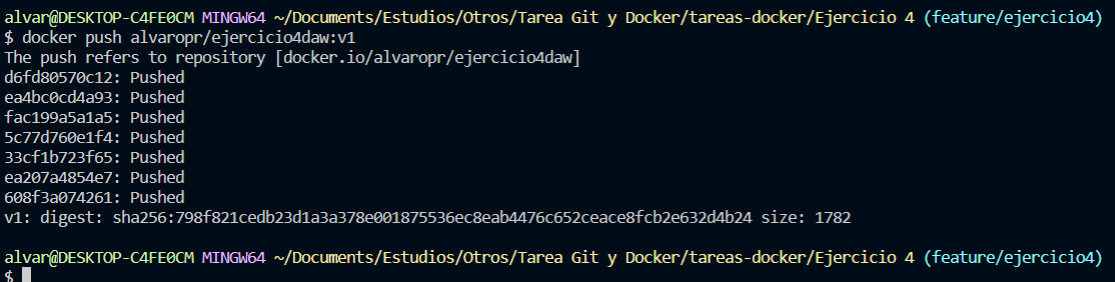 alvar@DESKTOP-C4FE0CM MINGW64 ~/Documents/Estudios/Otros/Tarea Git y Docker/tareas-docker/Ejercicio 4 (feature/ejercicio4)
$ docker push alvaropr/ejercicio4daw:v1
The push refers to repository [docker.io/alvaropr/ejercicio4daw]
d6fd80570c12: Pushed
ea4bc0cd4a93: Pushed
fac199a5a1a5: Pushed
5c77d760e1f4: Pushed
33cf1b723f65: Pushed
ea207a4854e7: Pushed
608f3a074261: Pushed
v1: digest: sha256:798f821cedb23d1a3a378e001875536ec8eab4476c652ceace8fcb2e632d4b24 size: 1782
alvar@DESKTOP-C4FE0CM MINGW64 ~/Documents/Estudios/Otros/Tarea Git y Docker/tareas-docker/Ejercicio 4 (feature/ejercicio4)
$